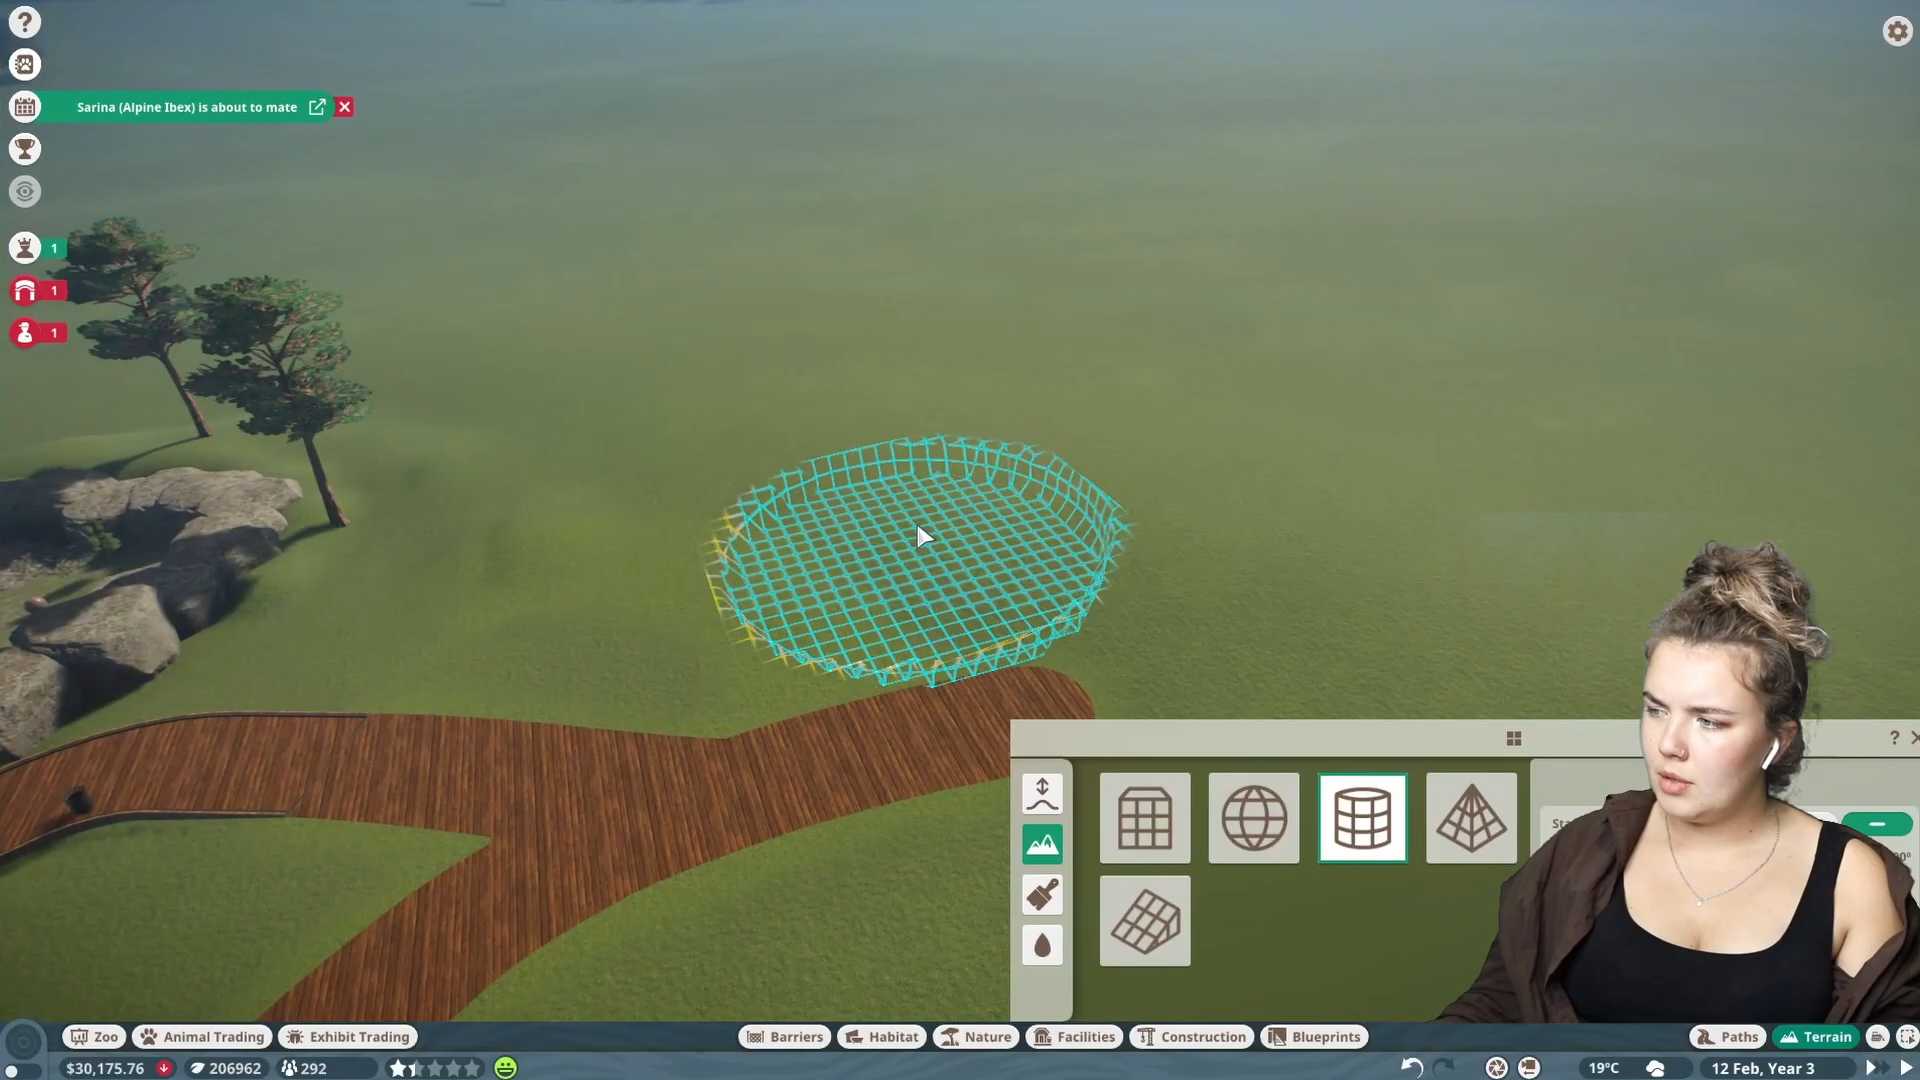 ?
Sarina (Alpine Ibex) is about to mate
1
1
1
?
Zoo
Animal Trading
Exhibit Trading
Barriers
Habitat
Nature
Facilities
Construction
Blueprints
Paths
Terrain
$30,175.76
206962
292
19°C
12 Feb, Year 3